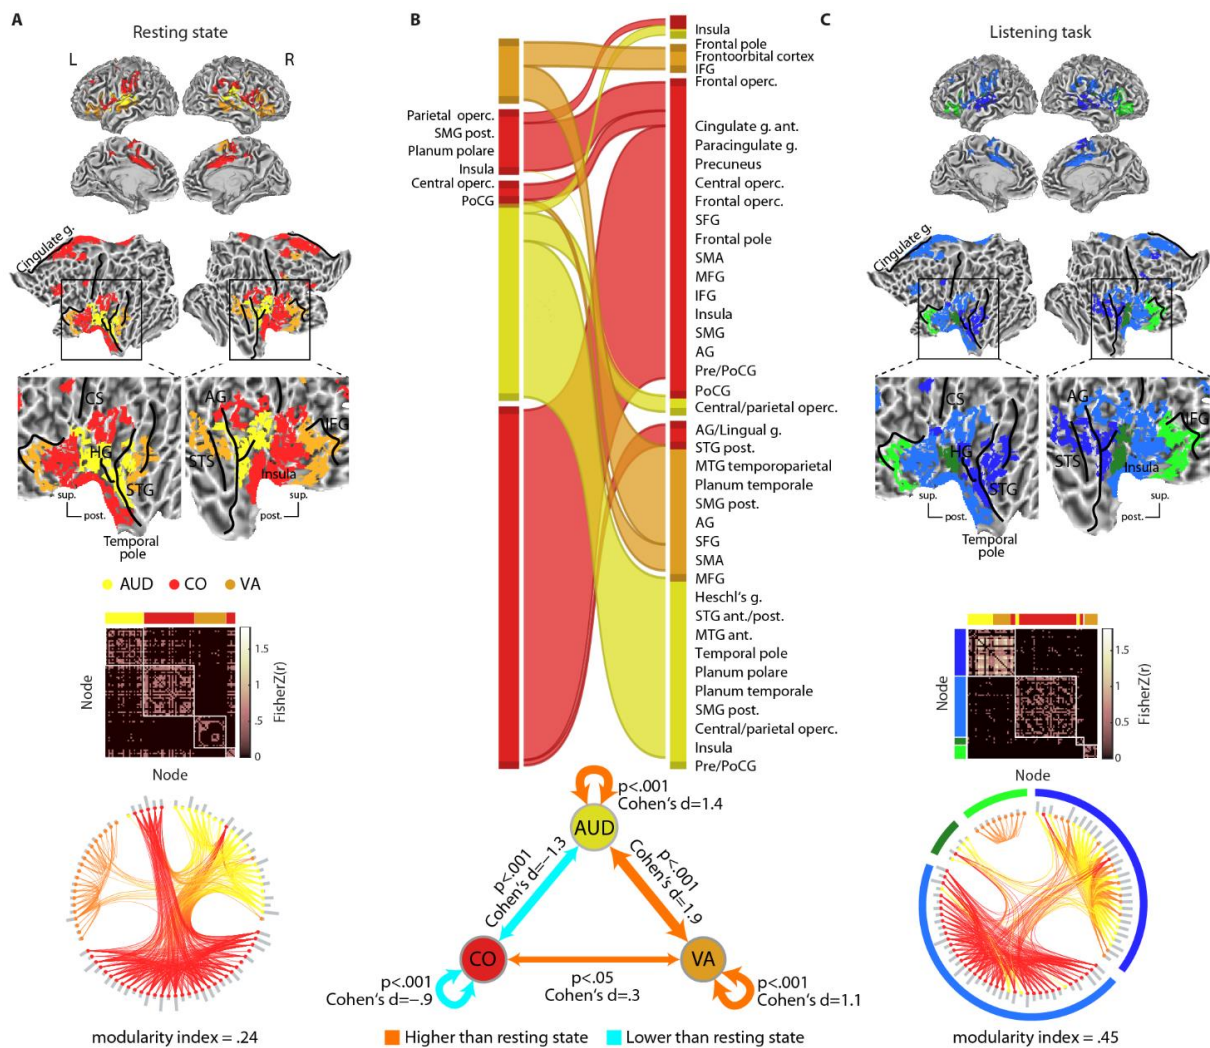 A
Resting state
L
R
Cingulate g.
CS
AG
IFG
HG
STS
STG
Insula
sup.
post.
sup.
post.
Temporal
pole
AUD
CO
VA
Node
1.5
1
.5
0
FisherZ(r)
Node
modularity index = .24
B
Parietal operc.
SMG post.
Planum polare
Insula
Central operc.
PoCG
Insula
Frontal pole
Frontoorbital cortex
IFG
Frontal operc.
Cingulate g. ant.
Paracingulate g.
Precuneus
Central operc.
Frontal operc.
SFG
Frontal pole
SMA
MFG
IFG
Insula
SMG
AG
Pre/PoCG
PoCG
Central/parietal operc.
AG/Lingual g.
STG post.
MTG temporoparietal
Planum temporale
SMG post.
AG
SFG
SMA
MFG
Heschl's g.
STG ant./post.
MTG ant.
Temporal pole
Planum polare
Planum temporale
SMG post.
Central/parietal operc.
Insula
Pre/PoCG
p<.001
Cohen's d=1.4
AUD
p<.001
Cohen's d=-1.3
p<.001
Cohen's d=1.9
CO
VA
p<.05
Cohen's d=.3
p<.001
Cohen's d=-.9
p<.001
Cohen's d=1.1
Higher than resting state
Lower than resting state
C
Listening task
Cingulate g.
CS
AG
IFG
HG
STS
STG
Insula
sup.
post.
sup.
post.
Temporal
pole
Node
1.5
1
0.5
0
FisherZ(r)
Node
modularity index = .45